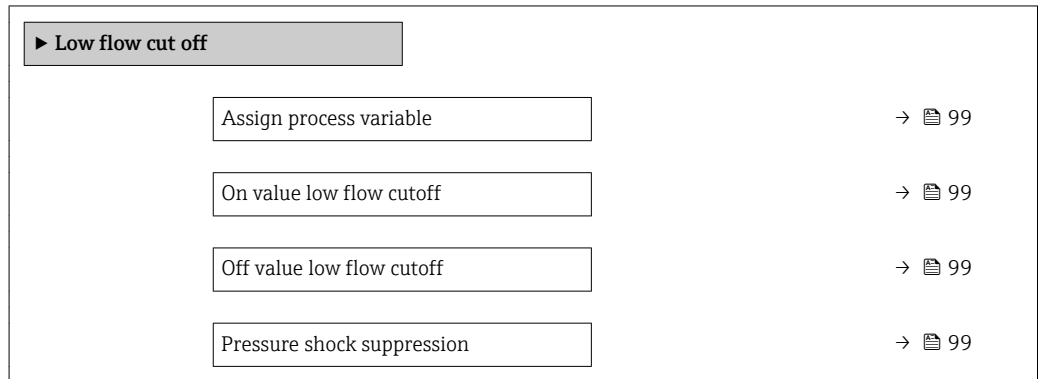 ▶ Low flow cut off
Assign process variable → 99
On value low flow cutoff → 99
Off value low flow cutoff → 99
Pressure shock suppression → 99